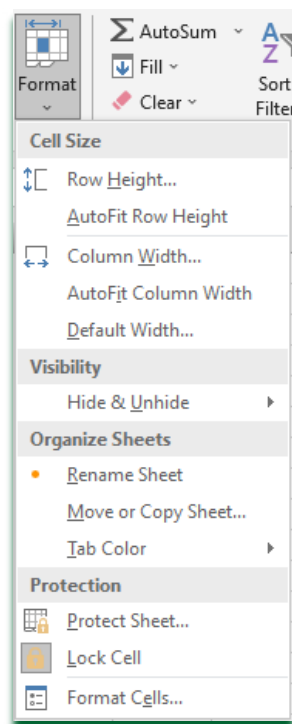 AutoSum
Fill
Format
Clear
Sort
Filter
Cell Size
Row Height...
AutoFit Row Height
Column Width...
AutoFit Column Width
Default Width...
Visibility
Hide & Unhide
Organize Sheets
Rename Sheet
Move or Copy Sheet...
Tab Color
Protection
Protect Sheet...
Lock Cell
Format Cells...